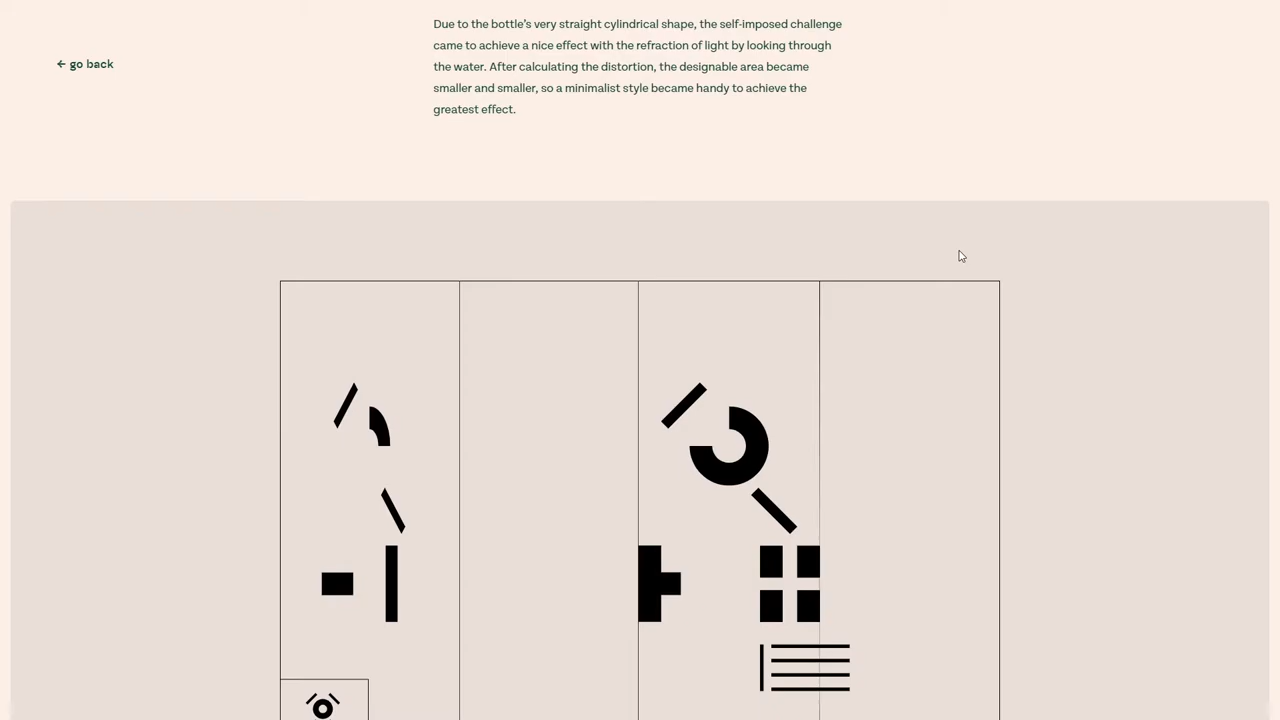 Due to the bottle's very straight cylindrical shape, the self-imposed challenge
came to achieve a nice effect with the refraction of light by looking through
← go back
the water. After calculating the distortion, the designable area became
smaller and smaller, so a minimalist style became handy to achieve the
greatest effect.